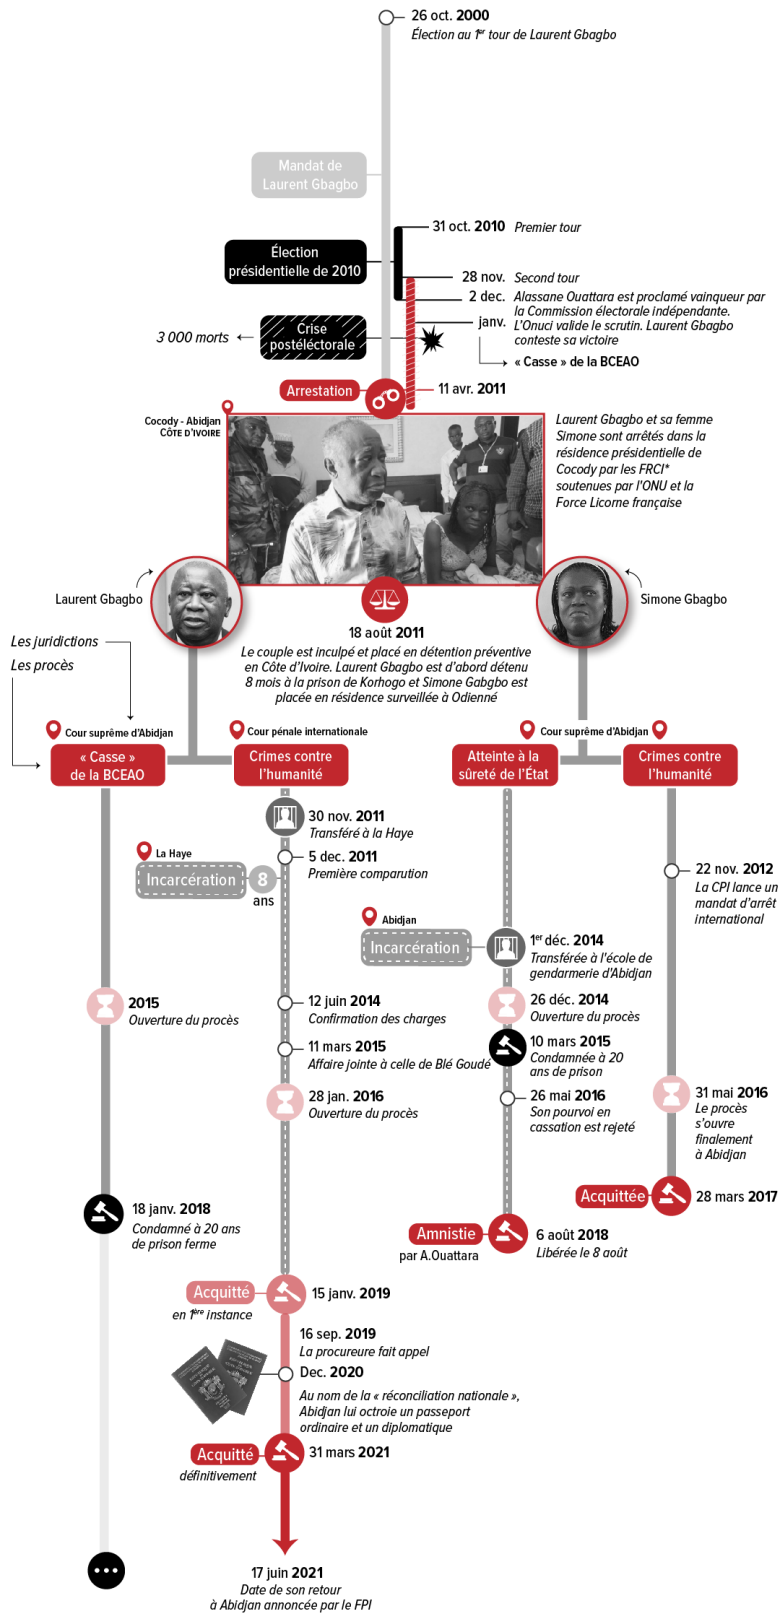 26 oct. 2000
Élection au 1er tour de Laurent Gbagbo
Mandat de
Laurent Gbagbo
31 oct. 2010 Premier tour
Élection
présidentielle de 2010
28 nov. Second tour
2 dec. Alassane Ouattara est proclamé vainqueur par
la Commission électorale indépendante.
janv. L'Onuci valide le scrutin. Laurent Gbagbo
conteste sa victoire
Crise
postéléctorale
3 000 morts
« Casse » de la BCEAO
Arrestation
11 avr. 2011
Cocody - Abidjan
CÔTE D'IVOIRE
Laurent Gbagbo et sa femme
Simone sont arrêtés dans la
résidence présidentielle de
Cocody par les FRCI*
soutenues par l'ONU et la
Force Licorne française
Laurent Gbagbo
Simone Gbagbo
18 août 2011
Le couple est inculpé et placé en détention préventive
en Côte d'Ivoire. Laurent Gbagbo est d'abord détenu
8 mois à la prison de Korhogo et Simone Gabgbo est
placée en résidence surveillée à Odienné
Les juridictions
Les procès
Cour suprême d'Abidjan
« Casse »
de la BCEAO
Cour pénale internationale
Crimes contre
l'humanité
Cour suprême d'Abidjan
Atteinte à la
sûreté de l'État
Crimes contre
l'humanité
30 nov. 2011
Transféré à la Haye
5 dec. 2011
Première comparution
La Haye
Incarcération
8
ans
22 nov. 2012
La CPI lance un
mandat d'arrêt
international
Abidjan
Incarcération
1er déc. 2014
Transférée à l'école de
gendarmerie d'Abidjan
2015
Ouverture du procès
12 juin 2014
Confirmation des charges
26 déc. 2014
Ouverture du procès
11 mars 2015
Affaire jointe à celle de Blé Goudé
10 mars 2015
Condamnée à 20
ans de prison
28 jan. 2016
Ouverture du procès
26 mai 2016
Son pourvoi en
cassation est rejeté
31 mai 2016
Le procès
s'ouvre
finalement
à Abidjan
Acquittée
28 mars 2017
18 janv. 2018
Condamné à 20 ans
de prison ferme
Amnistie
par A.Ouattara
6 août 2018
Libérée le 8 août
Acquitté
en 1ère instance
15 janv. 2019
16 sep. 2019
La procureure fait appel
Dec. 2020
Au nom de la « réconciliation nationale »,
Abidjan lui octroie un passeport
ordinaire et un diplomatique
Acquitté
définitivement
31 mars 2021
17 juin 2021
Date de son retour
à Abidjan annoncée par le FPI